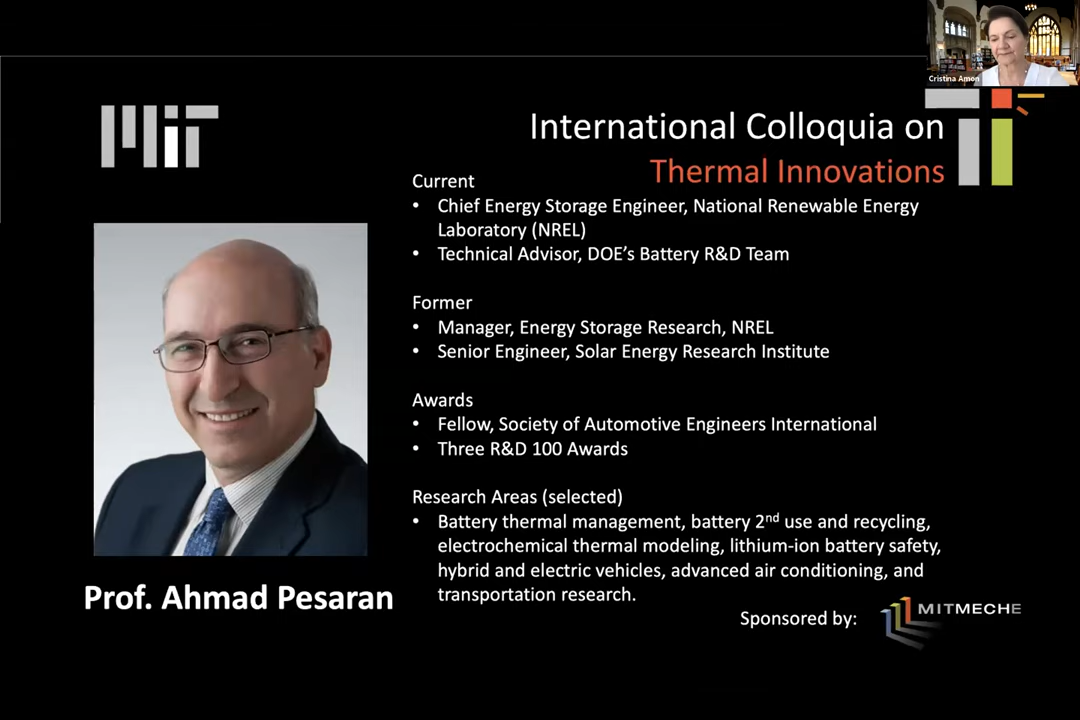 Cristina Amon
MIT
International Colloquia on
Thermal Innovations
Current
• Chief Energy Storage Engineer, National Renewable Energy
Laboratory (NREL)
• Technical Advisor, DOE’s Battery R&D Team
Former
• Manager, Energy Storage Research, NREL
• Senior Engineer, Solar Energy Research Institute
Awards
• Fellow, Society of Automotive Engineers International
• Three R&D 100 Awards
Research Areas (selected)
• Battery thermal management, battery 2nd use and recycling,
electrochemical thermal modeling, lithium-ion battery safety,
hybrid and electric vehicles, advanced air conditioning, and
transportation research.
Prof. Ahmad Pesaran
Sponsored by:
MITMECHE